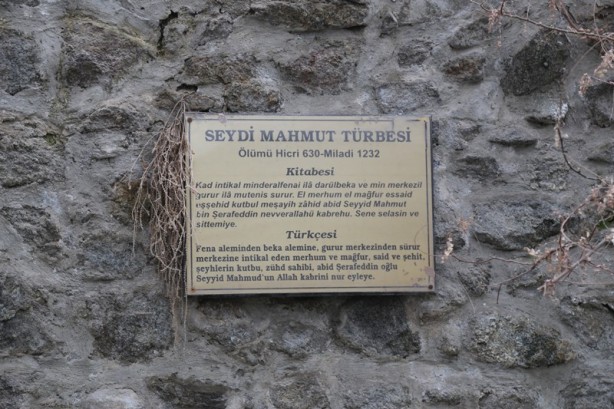 SEYDİ MAHMUT TÜRBESİ
Ölümü Hicri 630-Miladi 1232
Kitabesi
Kad intikal minderalfenai ilâ darülbeka ve min merkezil
gurur ilâ mutenis surur. El merhum el mağfur essaid
eşşehid kutbul meşayih zâhid abid Seyyid Mahmut
bin Şerafeddin nevverallahü kabrehu. Sene selasin ve
sittemiye.
Türkçesi
Fena aleminden beka alemine, gurur merkezinden sürur
merkezine intikal eden merhum ve mağfur, said ve şehit,
şeyhlerin kutbu, zühd sahibi, abid Şerafeddin oğlu
Seyyid Mahmud'un Allah kabrini nur eyleye.